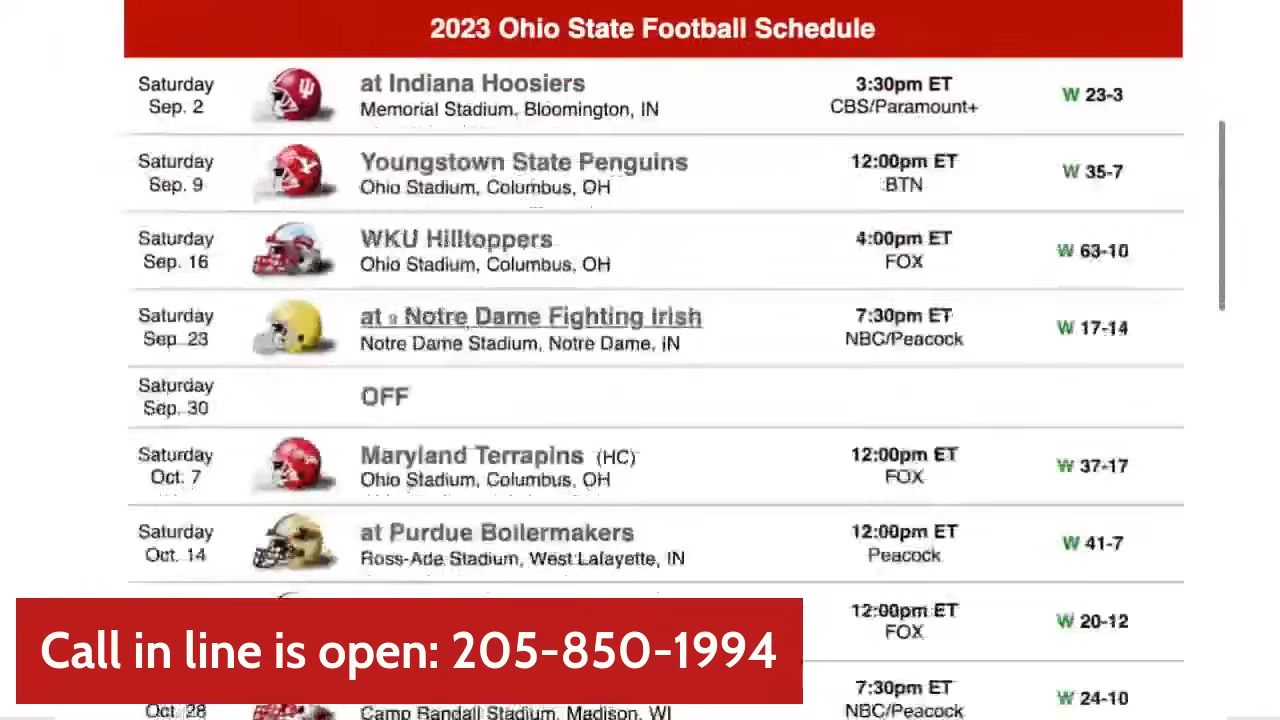 2023 Ohio State Football Schedule
Saturday
Sep. 2
at Indiana Hoosiers
Memorial Stadium, Bloomington, IN
3:30pm ET
CBS/Paramount+
W 23-3
Saturday
Sep. 9
Youngstown State Penguins
Ohio Stadium, Columbus, OH
12:00pm ET
BTN
W 35-7
Saturday
Sep. 16
WKU Hilltoppers
Ohio Stadium, Columbus, OH
4:00pm ET
FOX
W 63-10
Saturday
Sep. 23
at 9 Notre Dame Fighting Irish
Notre Dame Stadium, Notre Dame, IN
7:30pm ET
NBC/Peacock
W 17-14
Saturday
Sep. 30
OFF
Saturday
Oct. 7
Maryland Terrapins (HC)
Ohio Stadium, Columbus, OH
12:00pm ET
FOX
W 37-17
Saturday
Oct. 14
at Purdue Boilermakers
Ross-Ade Stadium, West Lafayette, IN
12:00pm ET
Peacock
W 41-7
12:00pm ET
FOX
W 20-12
Call in line is open: 205-850-1994
Oct. 28
Camp Randall Stadium, Madison, WI
7:30pm ET
NBC/Peacock
W 24-10